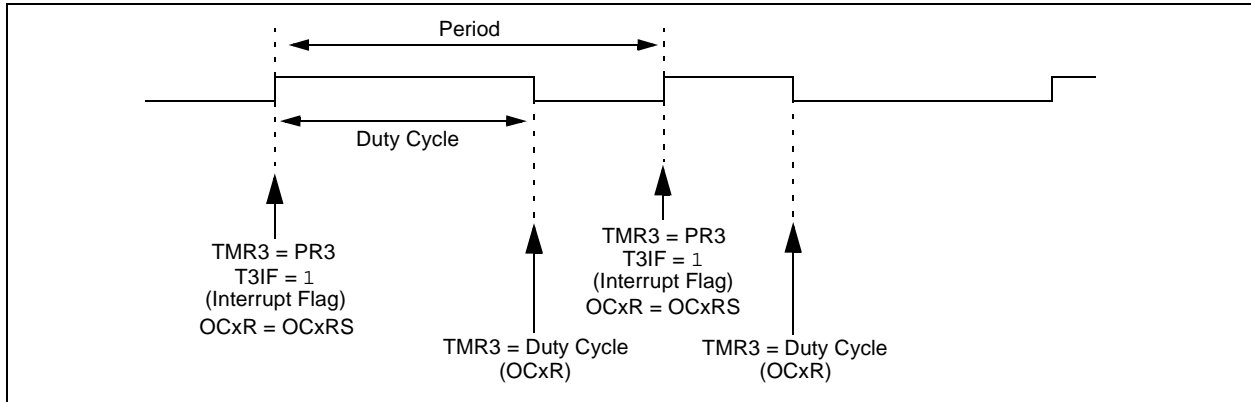 Period
Duty Cycle
TMR3 = PR3
T3IF = 1
(Interrupt Flag)
OCxR = OCxRS
TMR3 = Duty Cycle
(OCxR)
TMR3 = PR3
T3IF = 1
(Interrupt Flag)
OCxR = OCxRS
TMR3 = Duty Cycle
(OCxR)